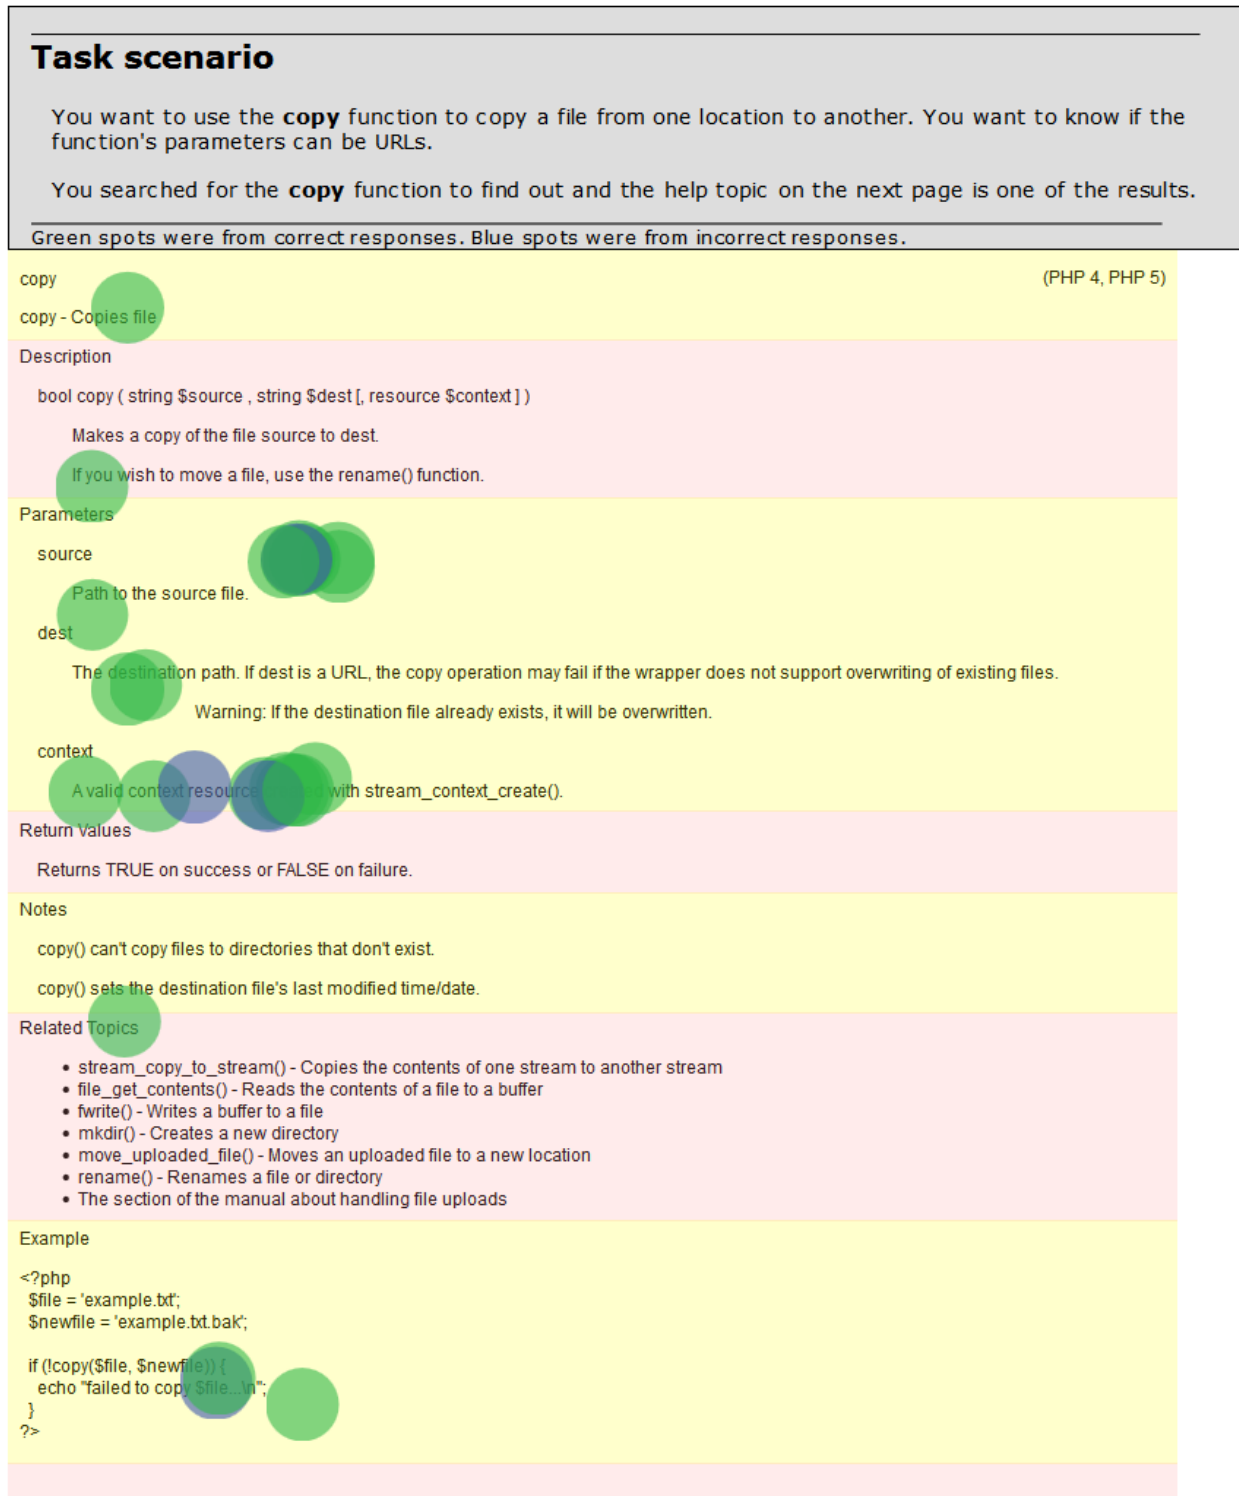 Task scenario
You want to use the copy function to copy a file from one location to another. You want to know if the
function's parameters can be URLs.
You searched for the copy function to find out and the help topic on the next page is one of the results.
Green spots were from correct responses. Blue spots were from incorrect responses.
copy (PHP 4, PHP 5)
copy - Copies file
Description
bool copy ( string $source , string $dest [, resource $context ] )
Makes a copy of the file source to dest.
If you wish to move a file, use the rename() function.
Parameters
source
Path to the source file.
dest
The destination path. If dest is a URL, the copy operation may fail if the wrapper does not support overwriting of existing files.
Warning: If the destination file already exists, it will be overwritten.
context
A valid context resource with stream_context_create().
Return Values
Returns TRUE on success or FALSE on failure.
Notes
copy() can't copy files to directories that don't exist.
copy() sets the destination file's last modified time/date.
Related Topics
• stream_copy_to_stream() - Copies the contents of one stream to another stream
• file_get_contents() - Reads the contents of a file to a buffer
• fwrite() - Writes a buffer to a file
• mkdir() - Creates a new directory
• move_uploaded_file() - Moves an uploaded file to a new location
• rename() - Renames a file or directory
• The section of the manual about handling file uploads
Example
<?php
$file = 'example.txt';
$newfile = 'example.txt.bak';
if (!copy($file, $newfile)) {
echo "failed to copy $file...\n";
}
?>